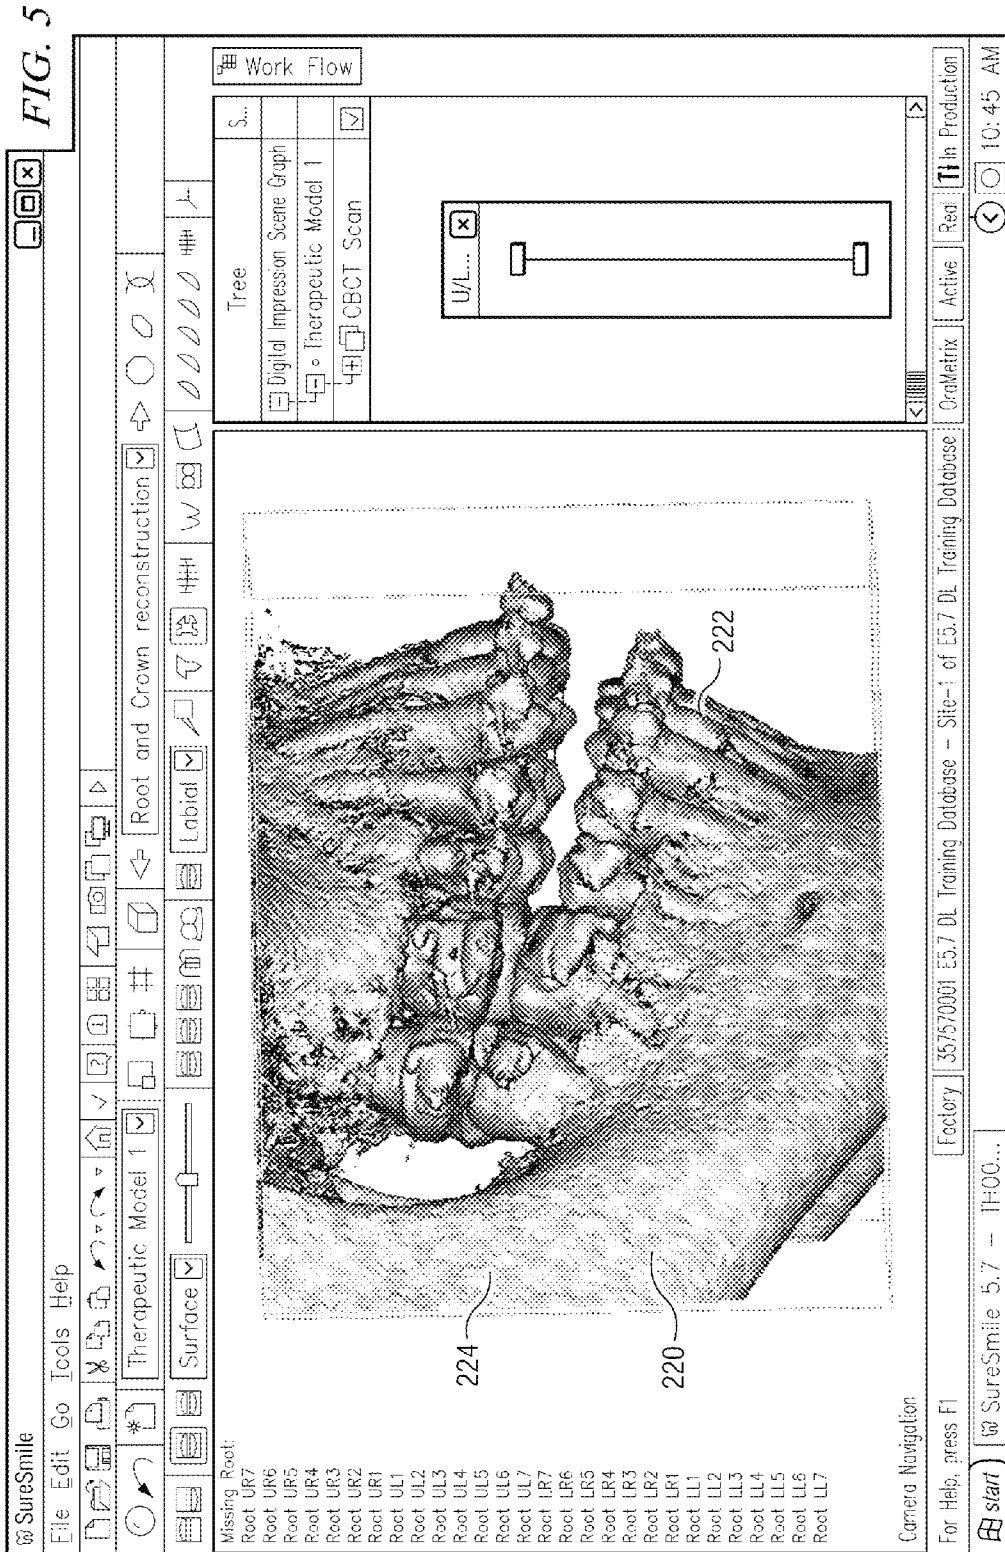 FIG. 5
SureSmile
File Edit Go Tools Help
Therapeutic Model 1
Root and Crown reconstruction
Surface
Labial
Missing Root:
Root UR7
Root UR6
Root UR5
Root UR4
Root UR3
Root UR2
Root UR1
Root UL1
Root UL2
Root UL3
Root UL4
Root UL5
Root UL6
Root UL7
Root LR7
Root LR6
Root LR5
Root LR4
Root LR3
Root LR2
Root LR1
Root LL1
Root LL2
Root LL3
Root LL4
Root LL5
Root LL6
Root LL7
224
220
222
Camera Navigation
Tree S..
Digital Impression Scene Graph
Therapeutic Model 1
CBCT Scan
U/L...
Work Flow
For Help, press F1
Factory
357570001 E5.7 DL Training Database - Site-1 of E5.7 DL Training Database
OraMetrix
Active
Real
In Production
start
SureSmile 5.7 - 1H00...
10:45 AM